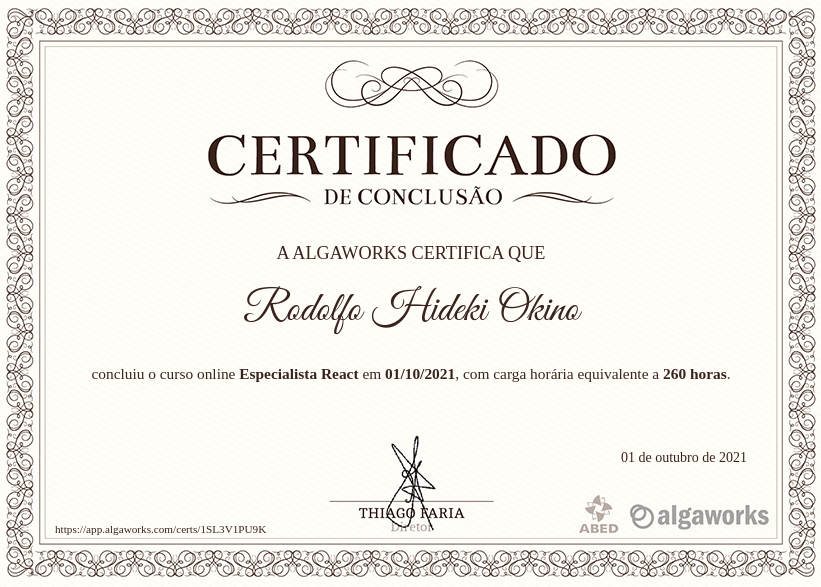 CERTIFICADO
DE CONCLUSÃO
A ALGAWORKS CERTIFICA QUE
Rodolfo Hideki Okino
concluiu o curso online Especialista React em 01/10/2021, com carga horária equivalente a 260 horas.
01 de outubro de 2021
THIAGO FARIA
Diretor
https://app.algaworks.com/certs/1SL3V1PU9K
ABED
algaworks